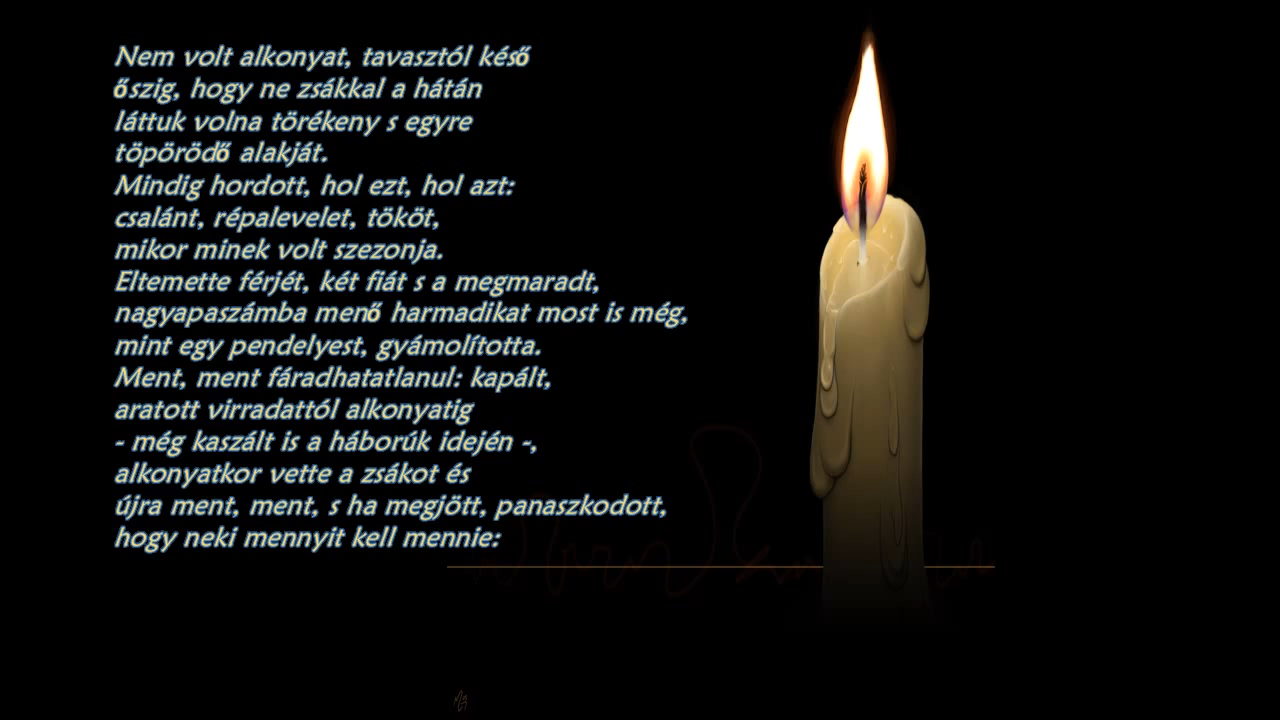 Nem volt alkonyat, tavasztól késő
őszig, hogy ne zsákkal a hátán
láttuk volna törékeny s egyre
töpörödő alakját.
Mindig hordott, hol ezt, hol azt:
csalánt, répalevelet, tököt,
mikor minek volt szezonja.
Eltemette férjét, két fiát s a megmaradt,
nagyapaszámba menő harmadikat most is még,
mint egy pendelyest, gyámolította.
Ment, ment fáradhatatlanul: kapált,
aratott virradattól alkonyatig
- még kaszált is a háborúk idején -,
alkonyatkor vette a zsákot és
újra ment, ment, s ha megjött, panaszkodott,
hogy neki mennyit kell mennie: